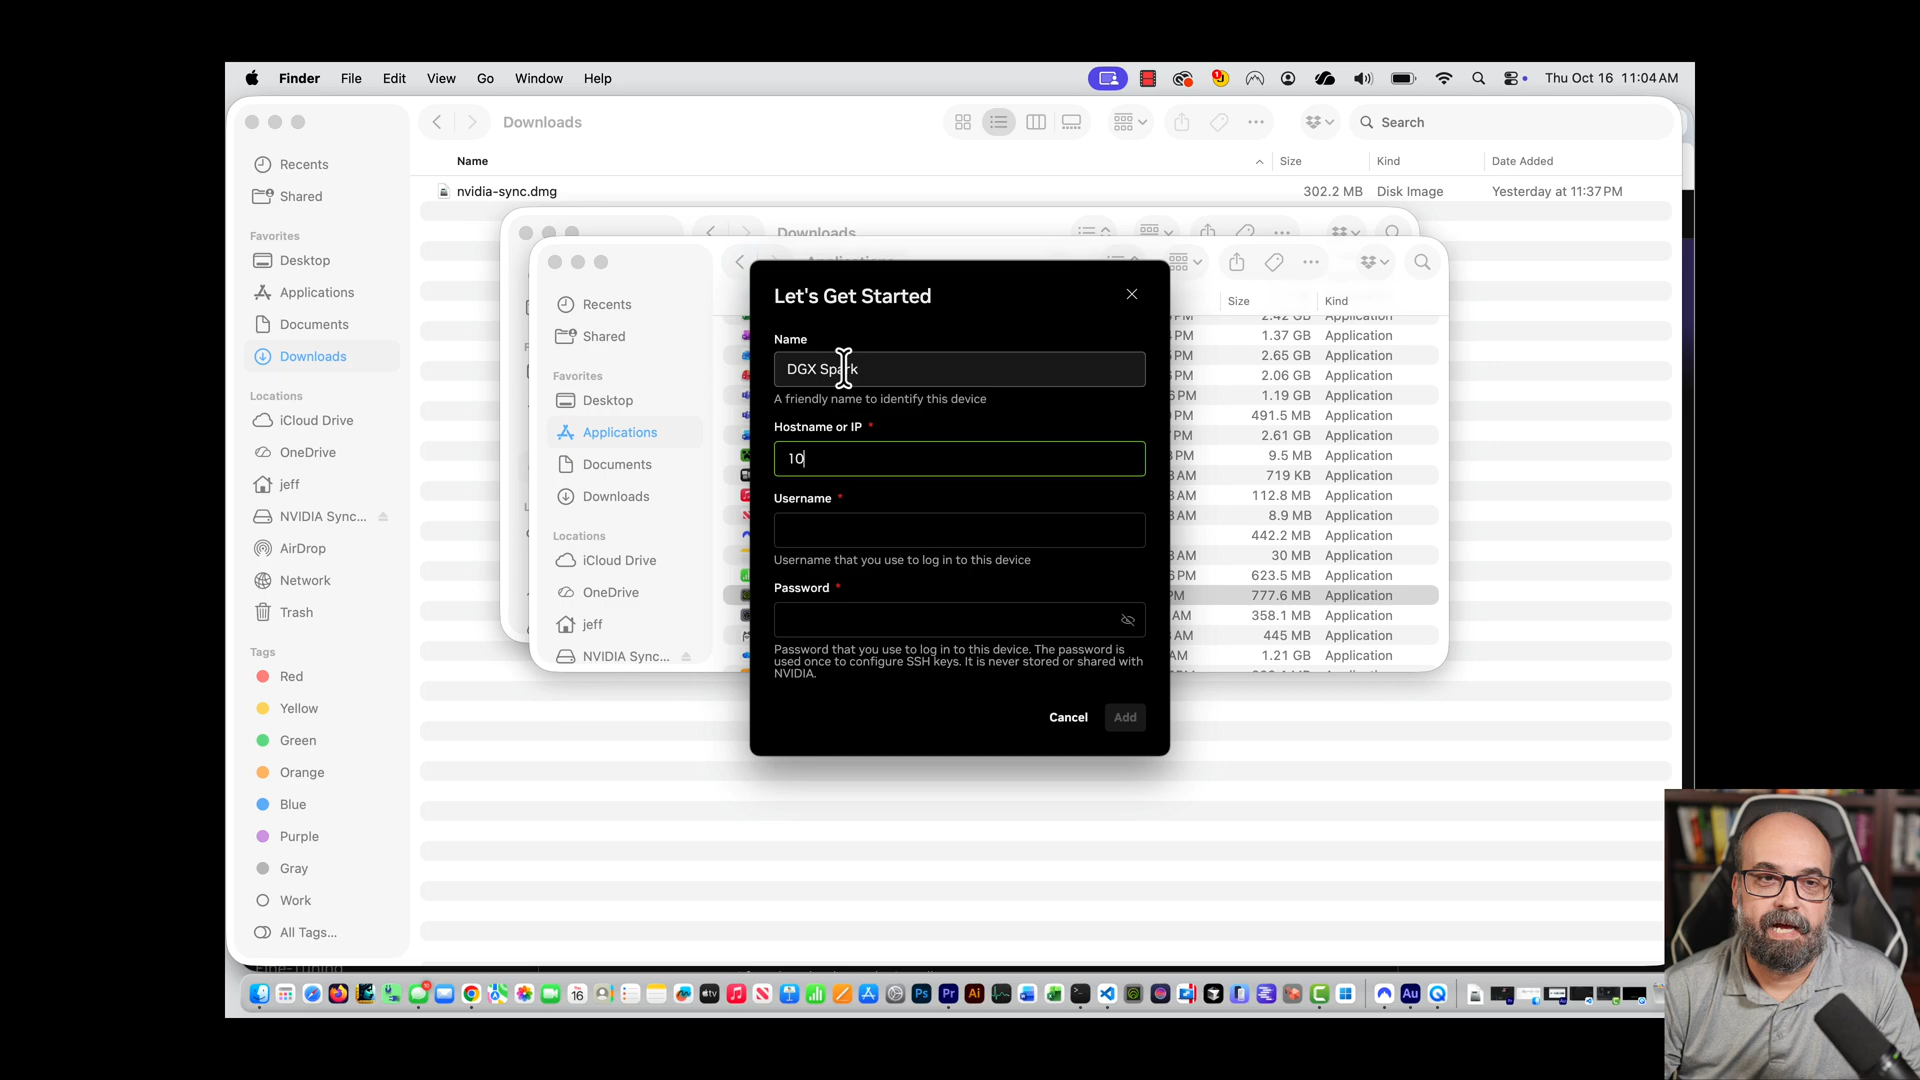 Finder File Edit View Go Window Help
Thu Oct 16 11:04 AM
Downloads
Search
Recents
Shared
Favorites
Desktop
Applications
Documents
Downloads
Locations
iCloud Drive
OneDrive
jeff
NVIDIA Sync...
AirDrop
Network
Trash
Tags
Red
Yellow
Green
Orange
Blue
Purple
Gray
Work
All Tags...
Name Size Kind Date Added
nvidia-sync.dmg 302.2 MB Disk Image Yesterday at 11:37 PM
Downloads
Recents
Shared
Favorites
Desktop
Applications
Documents
Downloads
Locations
iCloud Drive
OneDrive
jeff
NVIDIA Sync...
Size Kind
2.42 GB Application
1.37 GB Application
2.65 GB Application
2.06 GB Application
1.19 GB Application
491.5 MB Application
2.61 GB Application
9.5 MB Application
719 KB Application
112.8 MB Application
8.9 MB Application
442.2 MB Application
30 MB Application
623.5 MB Application
777.6 MB Application
358.1 MB Application
445 MB Application
1.21 GB Application
Let's Get Started
Name
DGX Spark
A friendly name to identify this device
Hostname or IP *
10
Username *
Username that you use to log in to this device
Password *
Password that you use to log in to this device. The password is
used once to configure SSH keys. It is never stored or shared with
NVIDIA.
Cancel Add